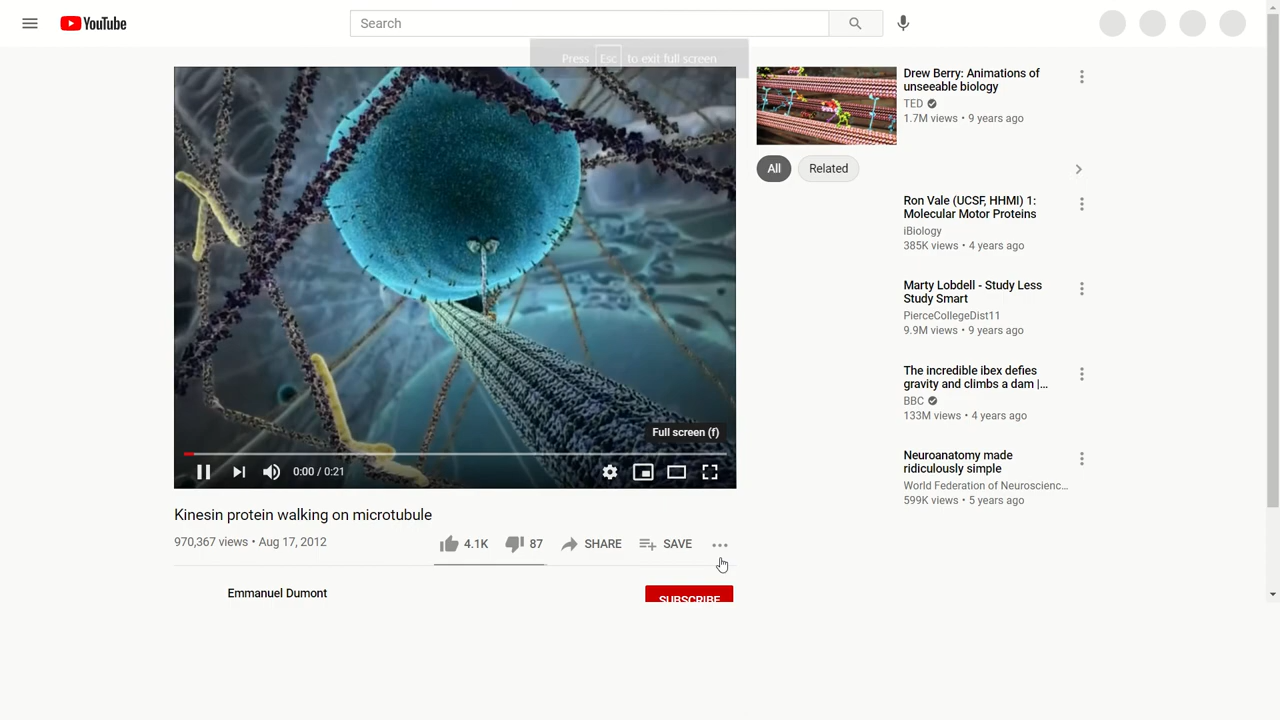 YouTube
Search
Press Esc to exit full screen
Drew Berry: Animations of
unseeable biology
TED
1.7M views • 9 years ago
All
Related
Ron Vale (UCSF, HHMI) 1:
Molecular Motor Proteins
iBiology
385K views • 4 years ago
Marty Lobdell - Study Less
Study Smart
PierceCollegeDist11
9.9M views • 9 years ago
The incredible ibex defies
gravity and climbs a dam |...
BBC
133M views • 4 years ago
Neuroanatomy made
ridiculously simple
World Federation of Neuroscienc...
599K views • 5 years ago
Full screen (f)
0:00 / 0:21
Kinesin protein walking on microtubule
970,367 views • Aug 17, 2012
4.1K
87
SHARE
SAVE
Emmanuel Dumont
SUBSCRIBE